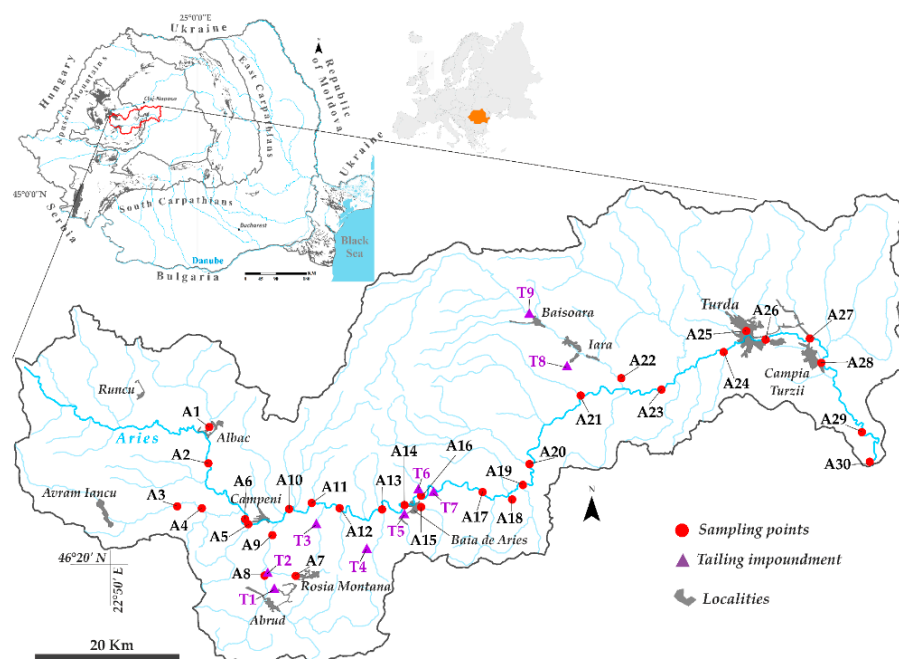 25°0'0"E
Ukraine
Hungary
Apuseni Mountains
Cluj-Napoca
East Carpathians
Republic
of Moldova
Ukraine
45°0'0"N
Serbia
South Carpathians
Bucharest
Danube
Bulgaria
Black
Sea
T9
Baisoara
Iara
T8
Turda
A25
A26
A27
A28
Campia
Turzii
A24
A22
A23
A21
A29
A30
Runcu
A1
Albac
Aries
A2
A20
A19
A18
A17
A16
A14
T6
T7
A13
T5
A15
Baia de Aries
A12
A11
A10
A6
Campeni
A3
A4
A5
A9
Avram Iancu
T3
T4
T2
A8
A7
Rosia Montana
T1
Abrud
46°20' N
22°50' E
N
Sampling points
Tailing impoundment
Localities
20 Km